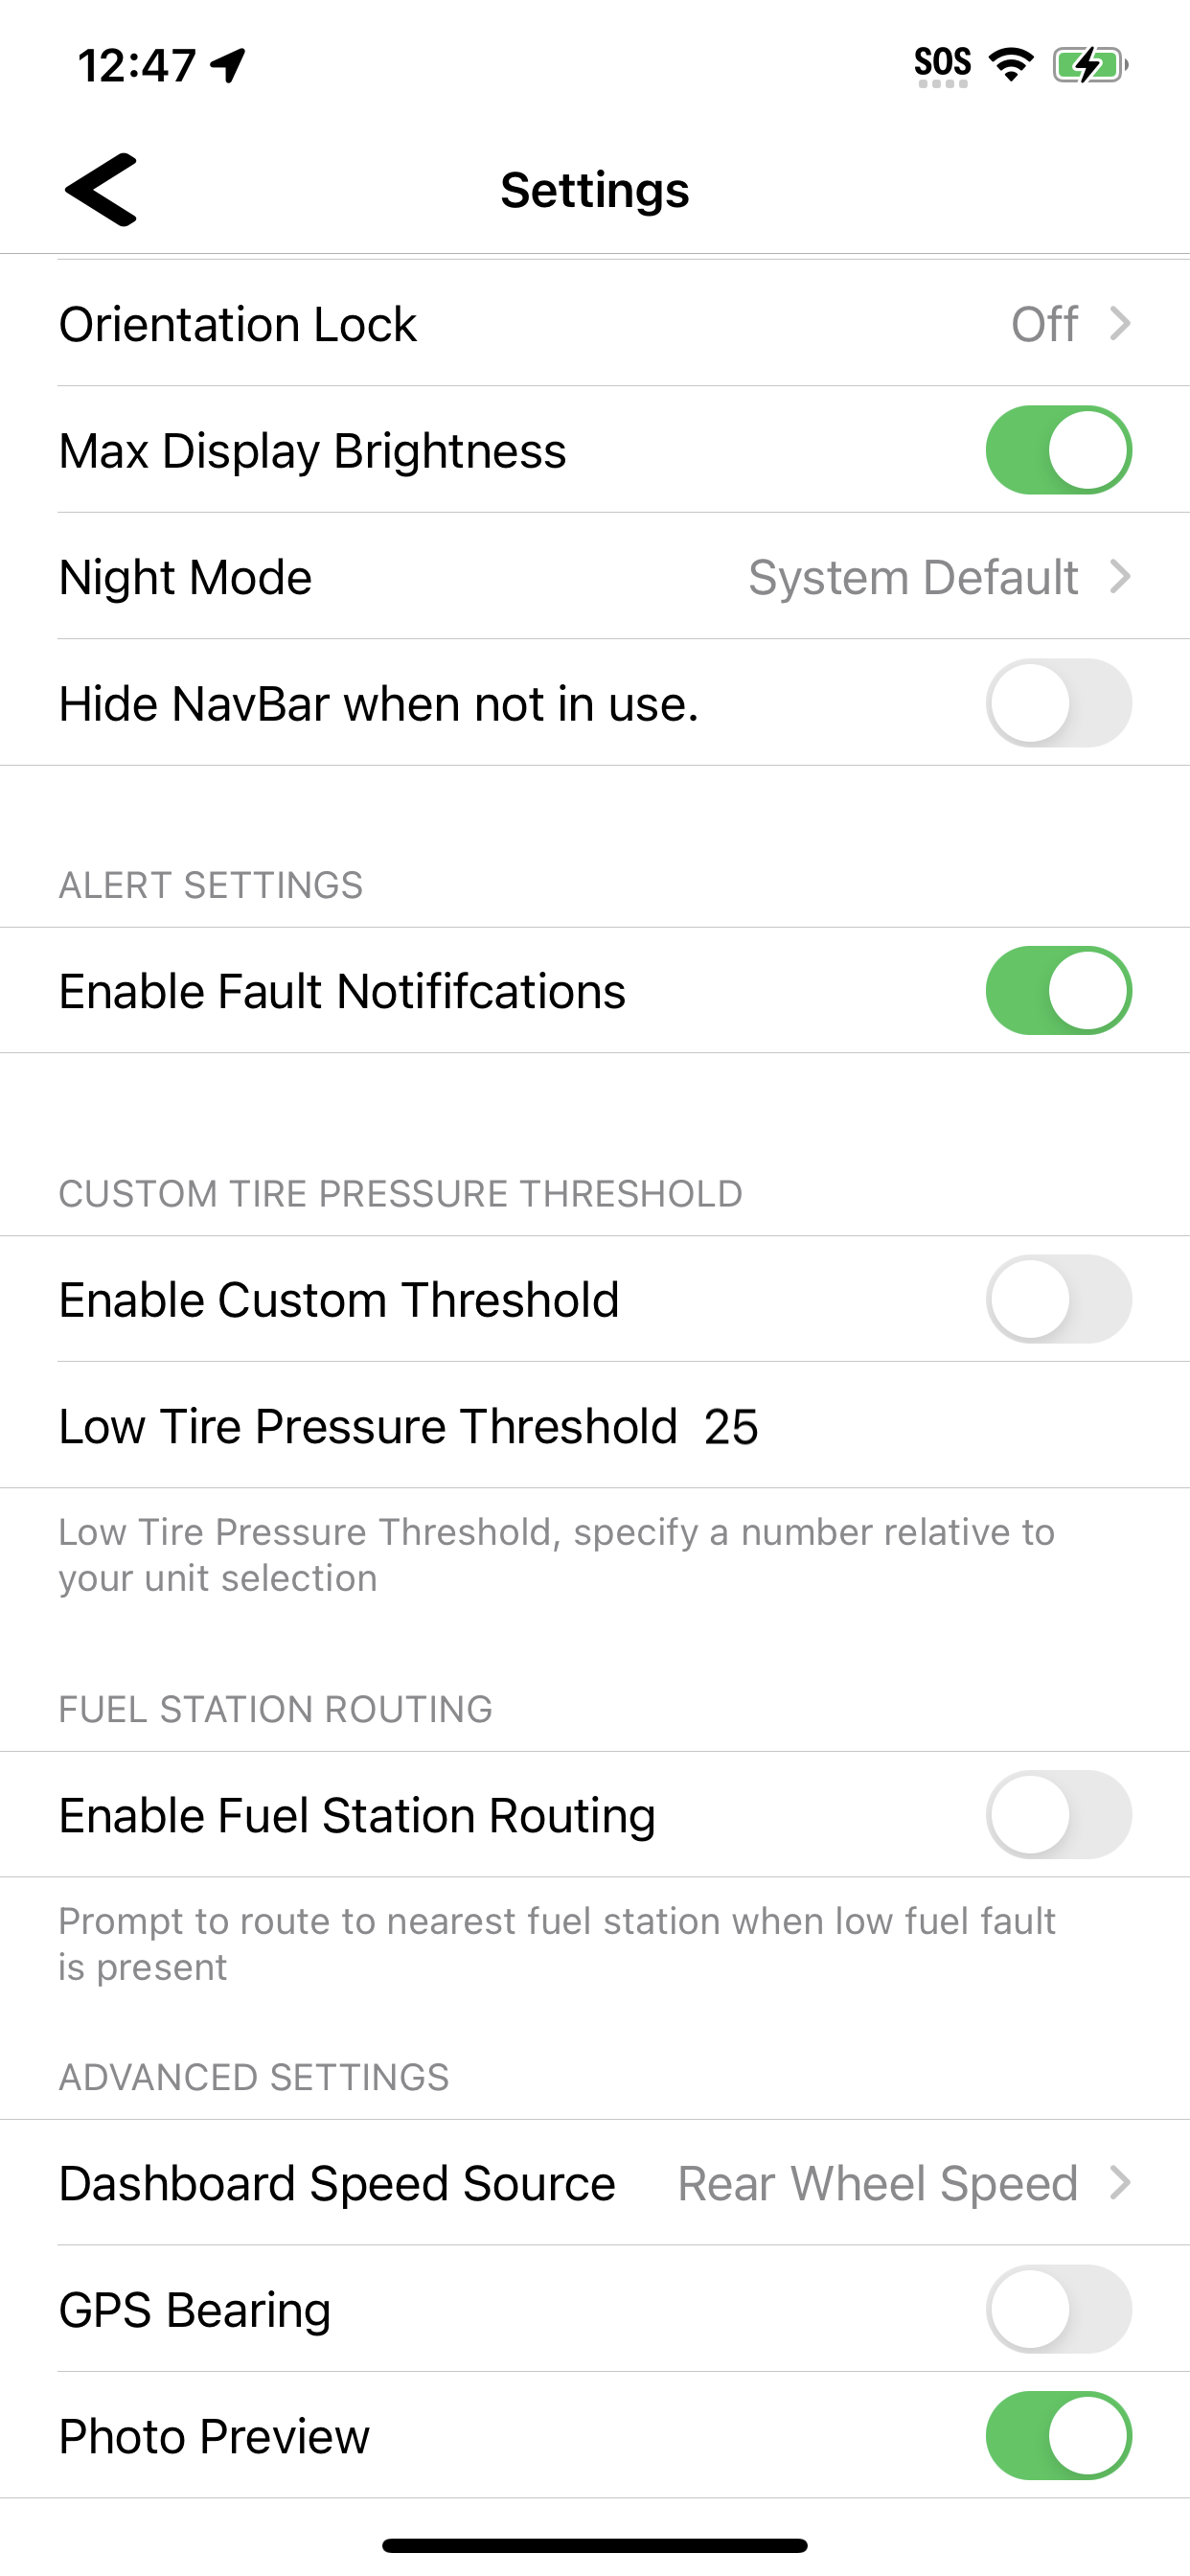 12:47 SOS
Settings
Orientation Lock Off
Max Display Brightness
Night Mode System Default
Hide NavBar when not in use.
ALERT SETTINGS
Enable Fault Notififcations
CUSTOM TIRE PRESSURE THRESHOLD
Enable Custom Threshold
Low Tire Pressure Threshold 25
Low Tire Pressure Threshold, specify a number relative to
your unit selection
FUEL STATION ROUTING
Enable Fuel Station Routing
Prompt to route to nearest fuel station when low fuel fault
is present
ADVANCED SETTINGS
Dashboard Speed Source Rear Wheel Speed
GPS Bearing
Photo Preview